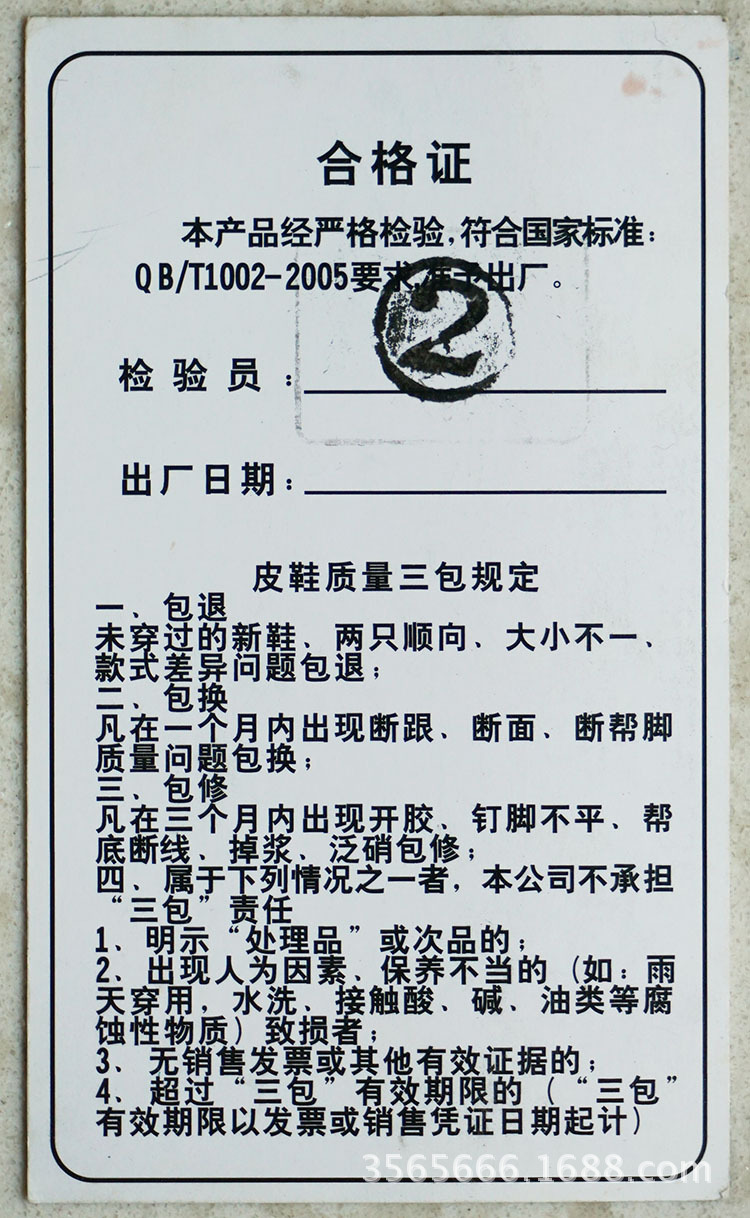 合格证
本产品经严格检验,符合国家标准：
QB/T1002-2005要求,准予出厂。
2
检验员：
出厂日期：
皮鞋质量三包规定
一、包退
未穿过的新鞋、两只顺向、大小不一、
款式差异问题包退；
二、包换
凡在一个月内出现断跟、断面、断帮脚
质量问题包换；
三、包修
凡在三个月内出现开胶、钉脚不平、帮
底断线、掉浆、泛硝包修；
四、属于下列情况之一者，本公司不承担
“三包”责任
1、明示“处理品”或次品的；
2、出现人为因素、保养不当的（如：雨
天穿用，水洗、接触酸、碱、油类等腐
蚀性物质）致损者；
3、无销售发票或其他有效证据的；
4、超过“三包”有效期限的（“三包”
有效期限以发票或销售凭证日期起计）
3565666.1688.com